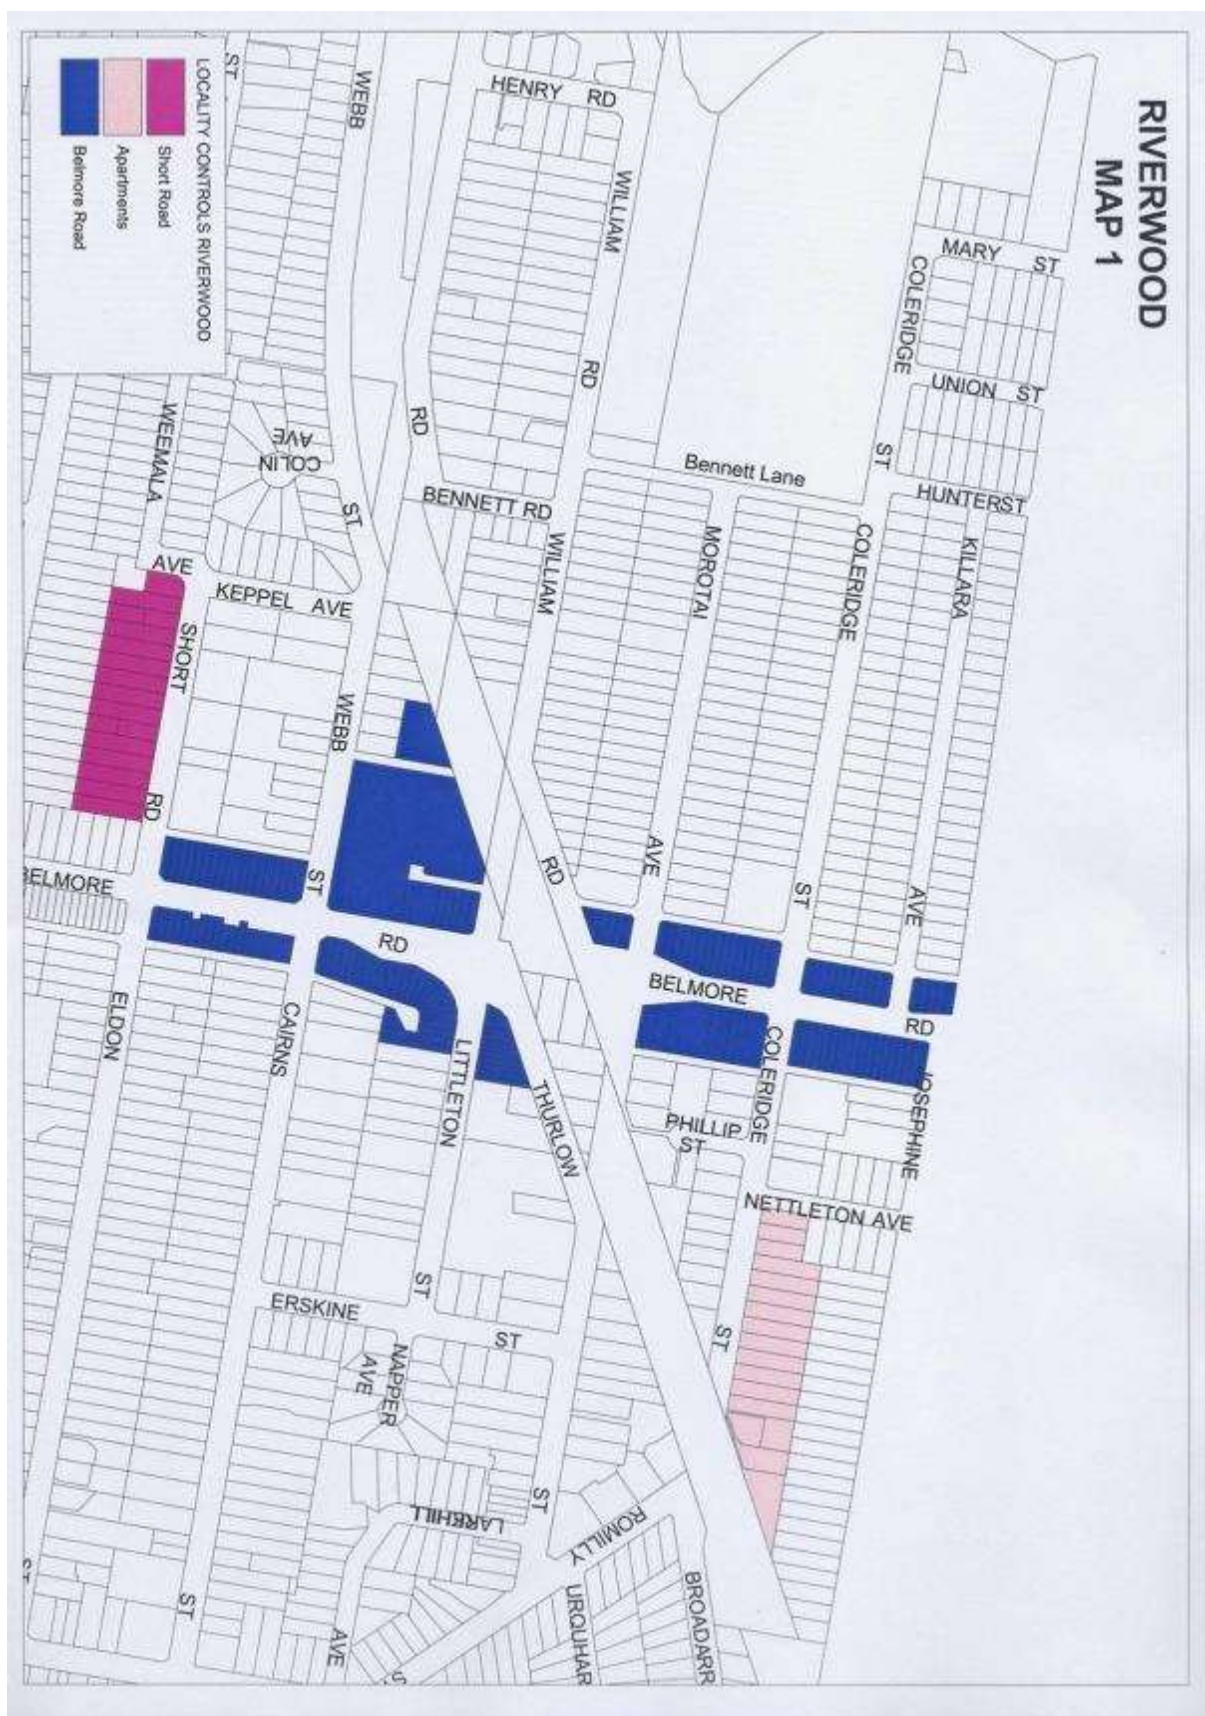 RIVERWOOD
MAP 1
LOCALITY CONTROLS RIVERWOOD
Short Road
Apartments
Belmore Road
ST
WEBB
HENRY RD
WILLIAM
MARY ST
COLERIDGE
UNION ST
RD
RD
WEEMALA
COLIN
AVE
ST
BENNETT RD
Bennett Lane
ST
HUNTER ST
WILLIAM
MOROTAI
COLERIDGE
KILLARA
AVE
KEPPEL AVE
SHORT
WEBB
RD
BELMORE
ST
RD
RD
AVE
ST
AVE
BELMORE
RD
ELDON
CAIRNS
LITTLETON
THURLOW
PHILLIP
ST
COLERIDGE
JOSEPHINE
NETTLETON AVE
ERSKINE
ST
ST
ST
NAPPER
AVE
LARKHILL
ST
ROMILLY
URQUHAR
BROADARR
ST
ST
AVE
S